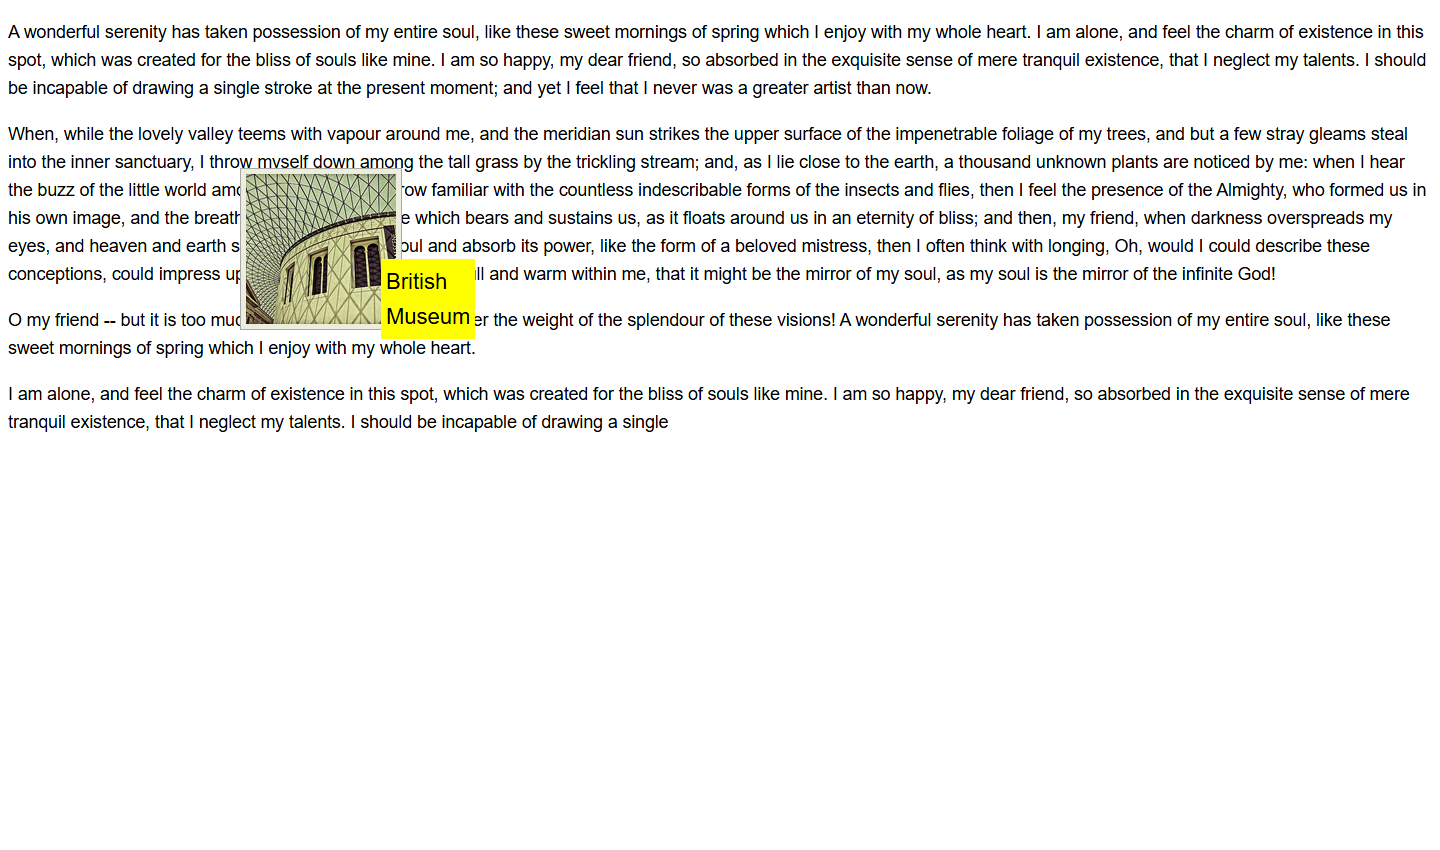 A wonderful serenity has taken possession of my entire soul, like these sweet mornings of spring which I enjoy with my whole heart. I am alone, and feel the charm of existence in this
spot, which was created for the bliss of souls like mine. I am so happy, my dear friend, so absorbed in the exquisite sense of mere tranquil existence, that I neglect my talents. I should
be incapable of drawing a single stroke at the present moment; and yet I feel that I never was a greater artist than now.
When, while the lovely valley teems with vapour around me, and the meridian sun strikes the upper surface of the impenetrable foliage of my trees, and but a few stray gleams steal
into the inner sanctuary, I throw myself down among the tall grass by the trickling stream; and, as I lie close to the earth, a thousand unknown plants are noticed by me: when I hear
the buzz of the little world familiar with the countless indescribable forms of the insects and flies, then I feel the presence of the Almighty, who formed us in
his own image, and the which bears and sustains us, as it floats around us in an eternity of bliss; and then, my friend, when darkness overspreads my
eyes, and heaven and earth and absorb its power, like the form of a beloved mistress, then I often think with longing, Oh, would I could describe these
conceptions, could impress and warm within me, that it might be the mirror of my soul, as my soul is the mirror of the infinite God!
British
Museum
O my friend -- but it is too the weight of the splendour of these visions! A wonderful serenity has taken possession of my entire soul, like these
sweet mornings of spring which I enjoy with my whole heart.
I am alone, and feel the charm of existence in this spot, which was created for the bliss of souls like mine. I am so happy, my dear friend, so absorbed in the exquisite sense of mere
tranquil existence, that I neglect my talents. I should be incapable of drawing a single